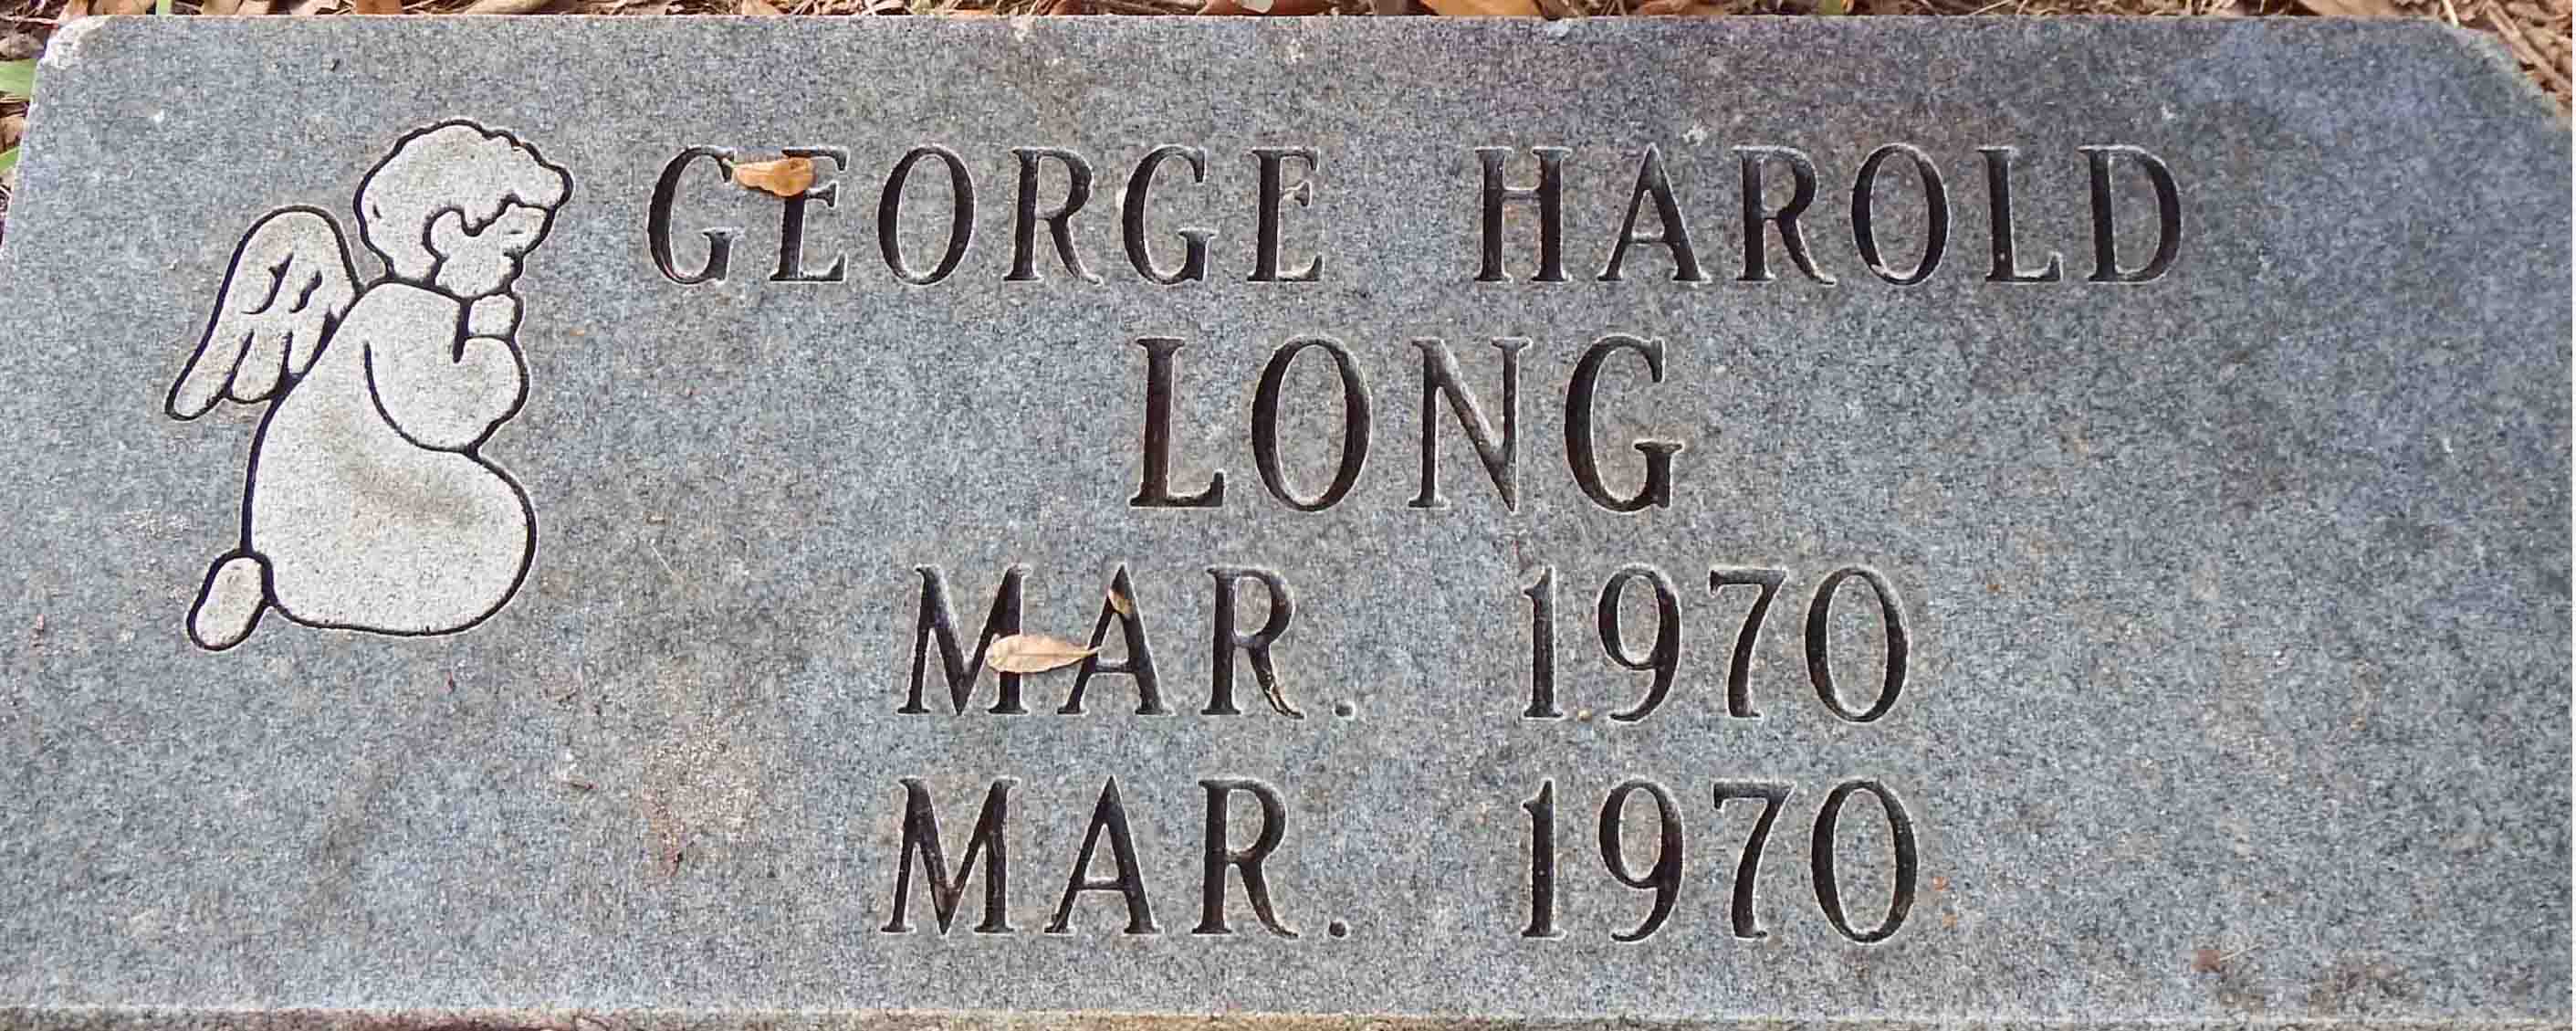 GEORGE HAROLD
LONG
MAR. 1970
MAR. 1970